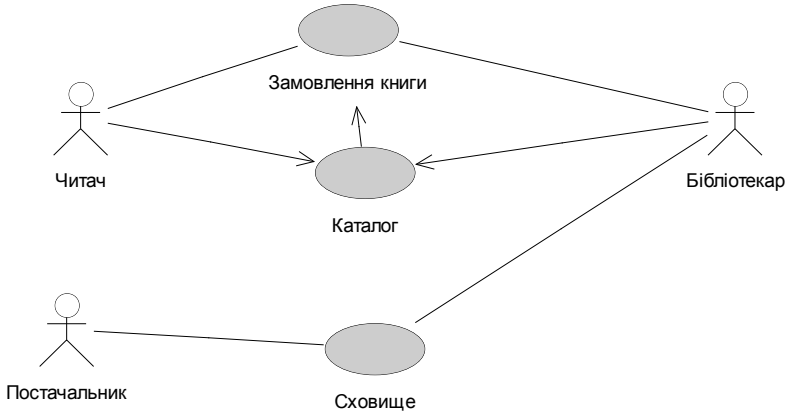 Замовлення книги
Читач
Бібліотекар
Каталог
Постачальник
Сховище